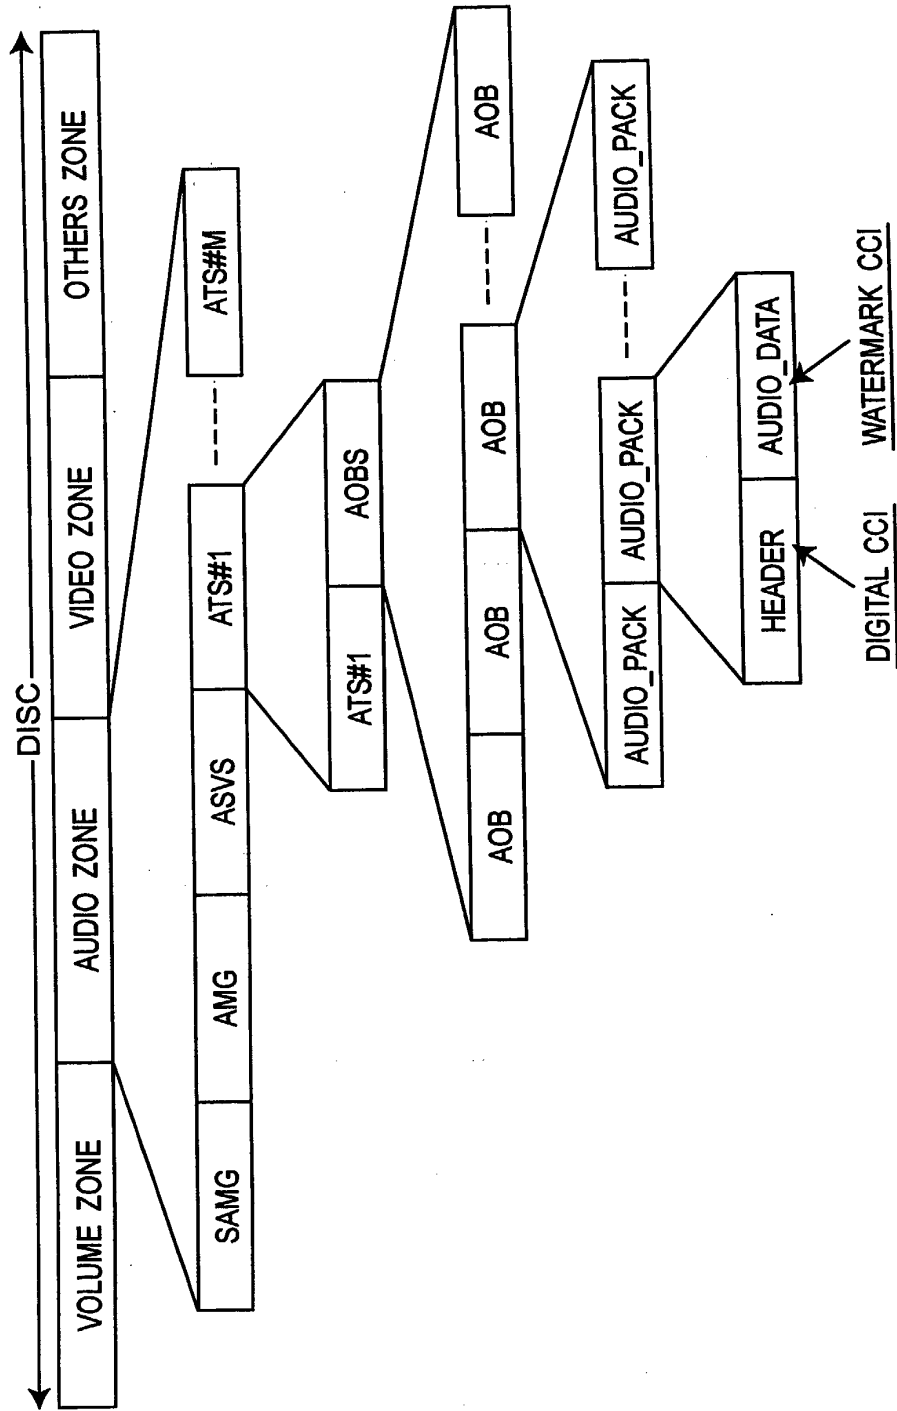 DISC
VOLUME ZONE AUDIO ZONE VIDEO ZONE OTHERS ZONE
SAMG AMG ASVS ATS#1 ATS#M
ATS#1 AOBS
AOB AOB AOB AOB
AUDIO_PACK AUDIO_PACK AUDIO_PACK
HEADER AUDIO_DATA
DIGITAL CCI WATERMARK CCI